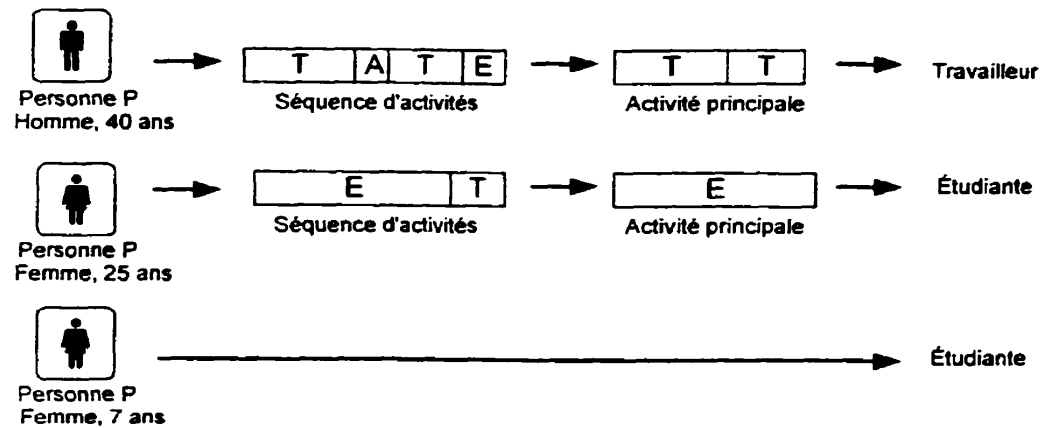 T A T E T T Travailleur
Personne P Séquence d'activités Activité principale
Homme, 40 ans
E T E Étudiante
Séquence d'activités Activité principale
Personne P
Femme, 25 ans
Étudiante
Personne P
Femme, 7 ans